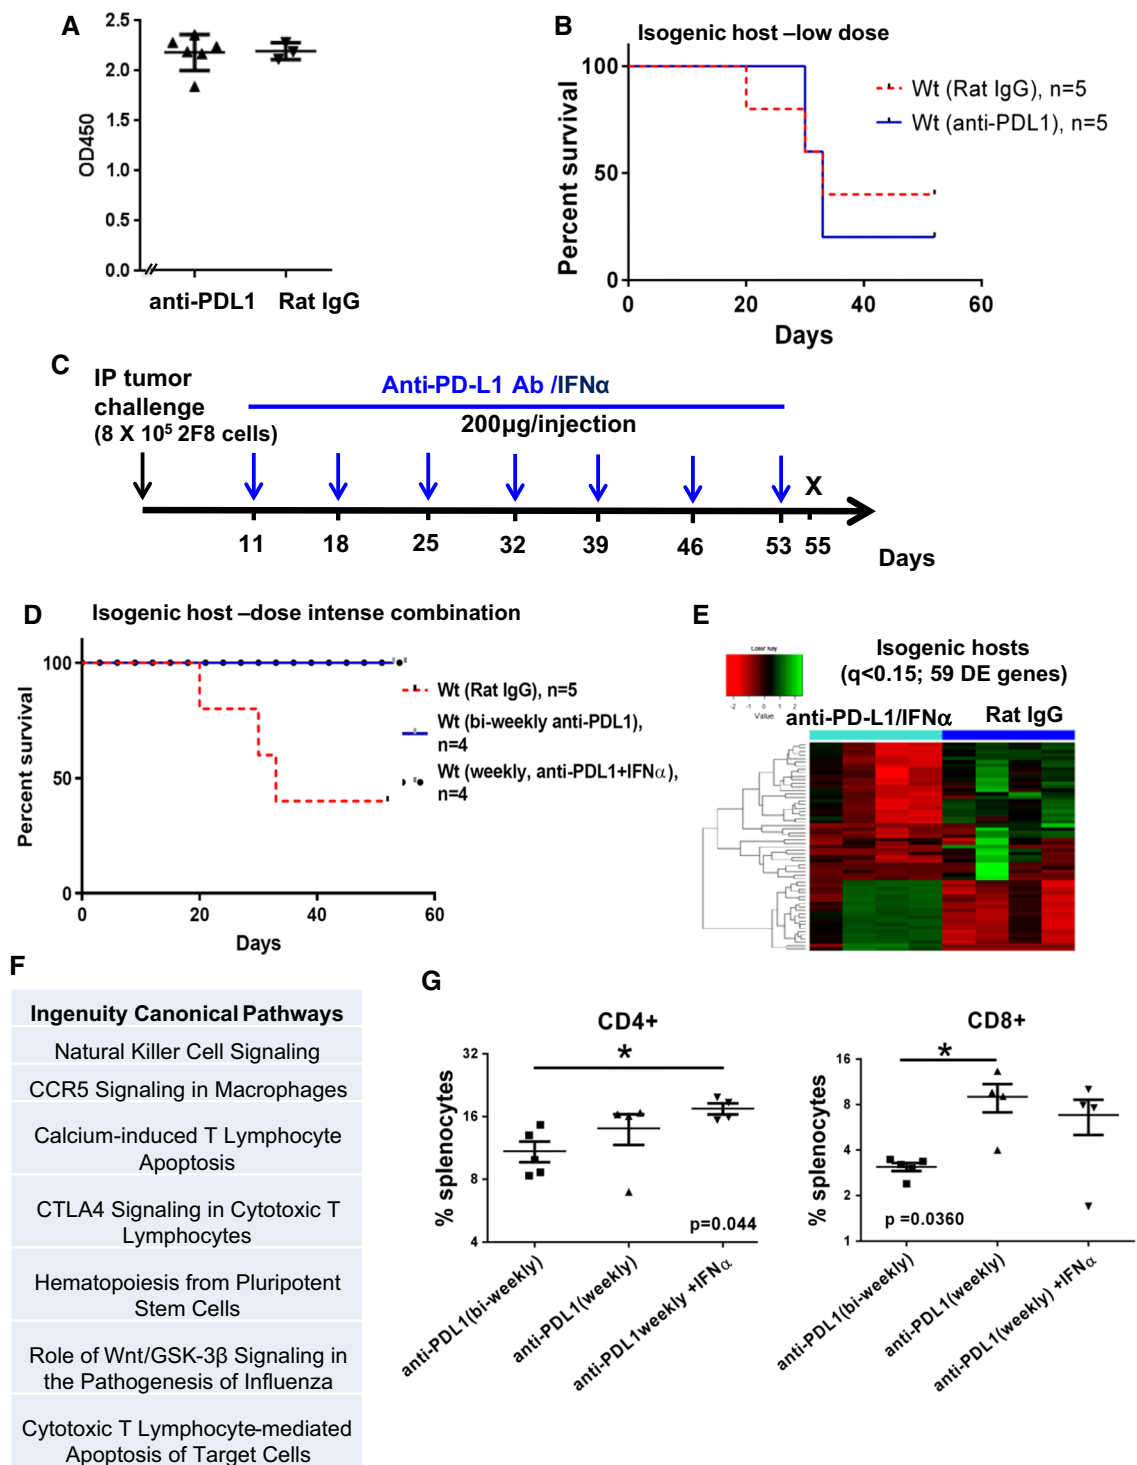 A
2.5
2.0
1.5
1.0
0.5
0.0
OD450
anti-PDL1 Rat IgG
B
Isogenic host –low dose
100
50
0
Percent survival
0 20 40 60
Days
Wt (Rat IgG), n=5
Wt (anti-PDL1), n=5
C
IP tumor
challenge
(8 X 10⁵ 2F8 cells)
Anti-PD-L1 Ab /IFNα
200µg/injection
X
11 18 25 32 39 46 53 55
Days
D
Isogenic host –dose intense combination
100
50
0
Percent survival
0 20 40 60
Days
Wt (Rat IgG), n=5
Wt (bi-weekly anti-PDL1),
n=4
Wt (weekly, anti-PDL1+IFNα),
n=4
E
Color Key
-2 -1 0 1 2
Value
Isogenic hosts
(q<0.15; 59 DE genes)
anti-PD-L1/IFNα Rat IgG
F
Ingenuity Canonical Pathways
Natural Killer Cell Signaling
CCR5 Signaling in Macrophages
Calcium-induced T Lymphocyte
Apoptosis
CTLA4 Signaling in Cytotoxic T
Lymphocytes
Hematopoiesis from Pluripotent
Stem Cells
Role of Wnt/GSK-3β Signaling in
the Pathogenesis of Influenza
Cytotoxic T Lymphocyte-mediated
Apoptosis of Target Cells
G
CD4+
32
16
8
4
% splenocytes
*
p=0.044
anti-PDL1(bi-weekly)
anti-PDL1(weekly)
anti-PDL1weekly +IFNα
CD8+
16
8
4
2
1
% splenocytes
*
p =0.0360
anti-PDL1(bi-weekly)
anti-PDL1(weekly)
anti-PDL1(weekly) +IFNα